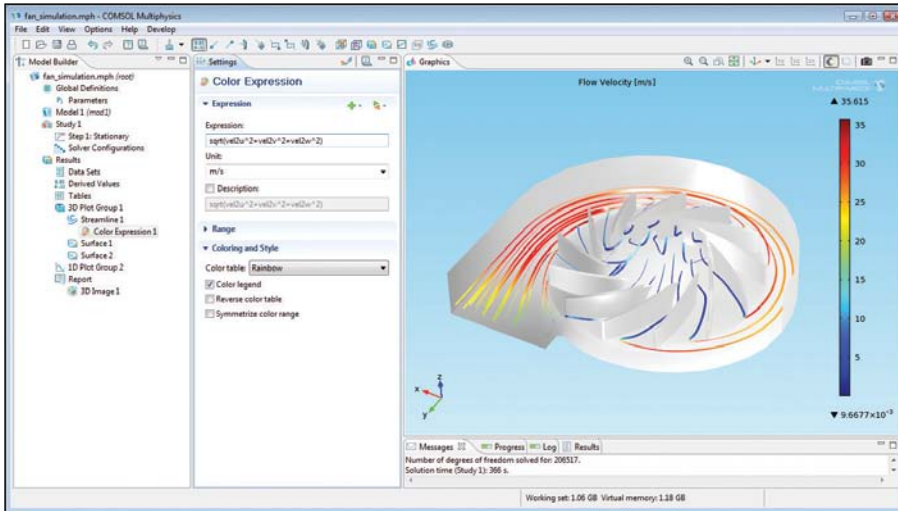 fan_simulation.mph - COMSOL Multiphysics
File Edit View Options Help Develop
Model Builder
fan_simulation.mph (root)
Global Definitions
Parameters
Model 1 (mod1)
Study 1
Step 1: Stationary
Solver Configurations
Results
Data Sets
Derived Values
Tables
3D Plot Group 1
Streamline 1
Color Expression 1
Surface 1
Surface 2
1D Plot Group 2
Report
3D Image 1
Settings
Color Expression
Expression
Expression:
sqrt(vel2u^2+vel2v^2+vel2w^2)
Unit:
m/s
Description:
sqrt(vel2u^2+vel2v^2+vel2w^2)
Range
Coloring and Style
Color table: Rainbow
Color legend
Reverse color table
Symmetrize color range
Graphics
Flow Velocity [m/s]
COMSOL
MULTIPHYSICS
▲ 35.615
35
30
25
20
15
10
5
▼ 9.6677×10⁻³
z
x
y
Messages Progress Log Results
Number of degrees of freedom solved for: 206517.
Solution time (Study 1): 366 s.
Working set: 1.06 GB Virtual memory: 1.18 GB